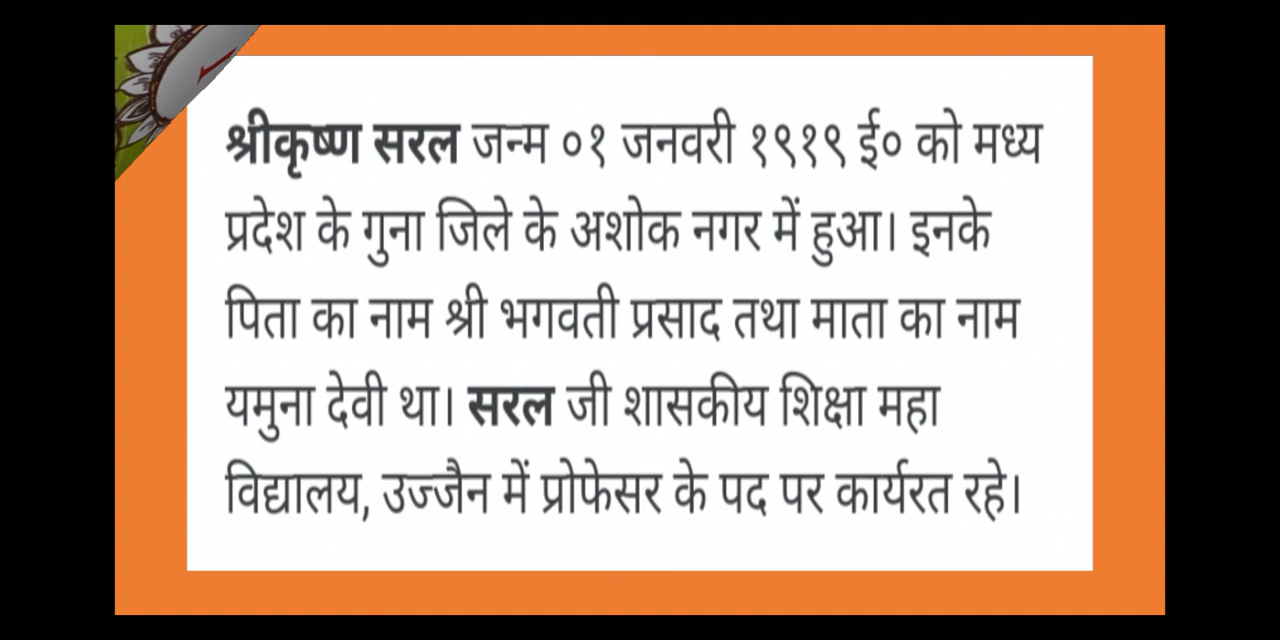 श्रीकृष्ण सरल जन्म ०१ जनवरी १९१९ ई० को मध्य
प्रदेश के गुना जिले के अशोक नगर में हुआ। इनके
पिता का नाम श्री भगवती प्रसाद तथा माता का नाम
यमुना देवी था। सरल जी शासकीय शिक्षा महा
विद्यालय, उज्जैन में प्रोफेसर के पद पर कार्यरत रहे।